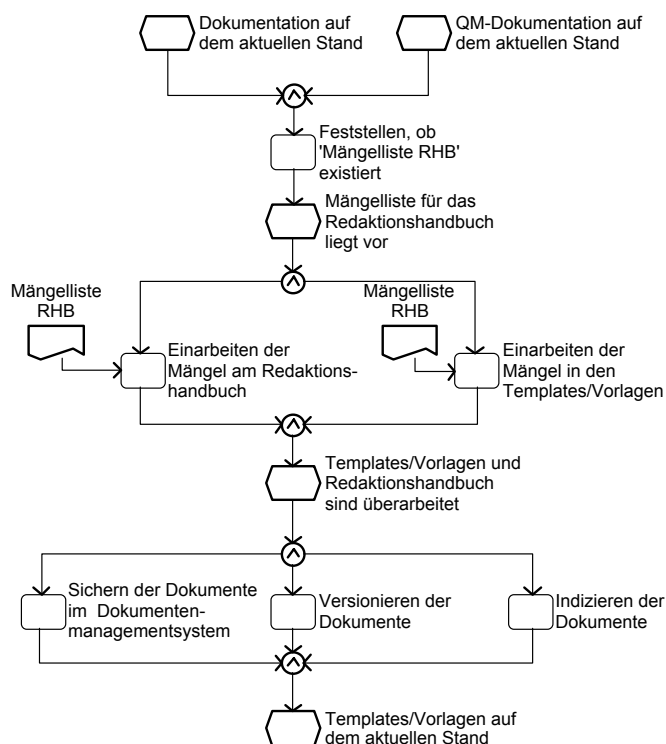 Dokumentation auf
dem aktuellen Stand
QM-Dokumentation auf
dem aktuellen Stand
Feststellen, ob
'Mängelliste RHB'
existiert
Mängelliste für das
Redaktionshandbuch
liegt vor
Mängelliste
RHB
Mängelliste
RHB
Einarbeiten der
Mängel am Redaktions-
handbuch
Einarbeiten der
Mängel in den
Templates/Vorlagen
Templates/Vorlagen und
Redaktionshandbuch
sind überarbeitet
Sichern der Dokumente
im Dokumenten-
managementsystem
Versionieren der
Dokumente
Indizieren der
Dokumente
Templates/Vorlagen auf
dem aktuellen Stand